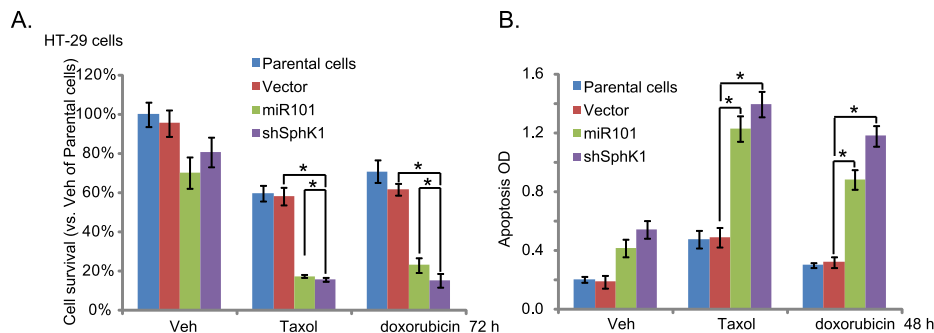 A.
HT-29 cells
Cell survival (vs. Veh of Parental cells)
120%
100%
80%
60%
40%
20%
0%
Parental cells
Vector
miR101
shSphK1
*
*
*
*
Veh
Taxol
doxorubicin 72 h
B.
Apoptosis OD
1.6
1.2
0.8
0.4
0.0
Parental cells
Vector
miR101
shSphK1
*
*
*
*
Veh
Taxol
doxorubicin 48 h